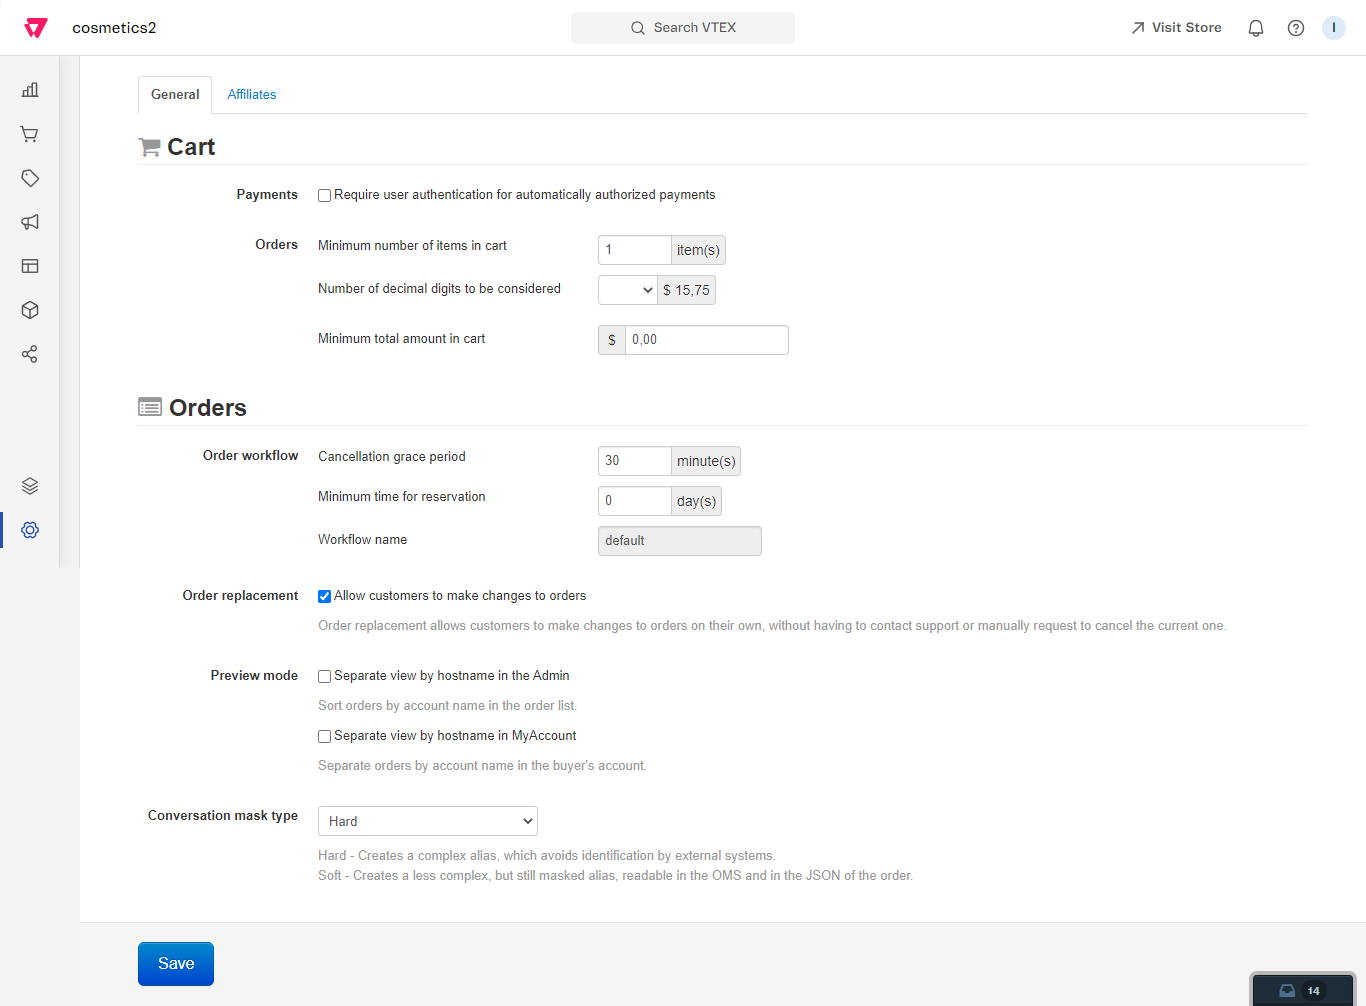 cosmetics2
Search VTEX
Visit Store
I
General
Affiliates
Cart
Payments
Require user authentication for automatically authorized payments
Orders
Minimum number of items in cart
1
item(s)
Number of decimal digits to be considered
$ 15,75
Minimum total amount in cart
$
0,00
Orders
Order workflow
Cancellation grace period
30
minute(s)
Minimum time for reservation
0
day(s)
Workflow name
default
Order replacement
Allow customers to make changes to orders
Order replacement allows customers to make changes to orders on their own, without having to contact support or manually request to cancel the current one.
Preview mode
Separate view by hostname in the Admin
Sort orders by account name in the order list.
Separate view by hostname in MyAccount
Separate orders by account name in the buyer's account.
Conversation mask type
Hard
Hard - Creates a complex alias, which avoids identification by external systems.
Soft - Creates a less complex, but still masked alias, readable in the OMS and in the JSON of the order.
Save
14